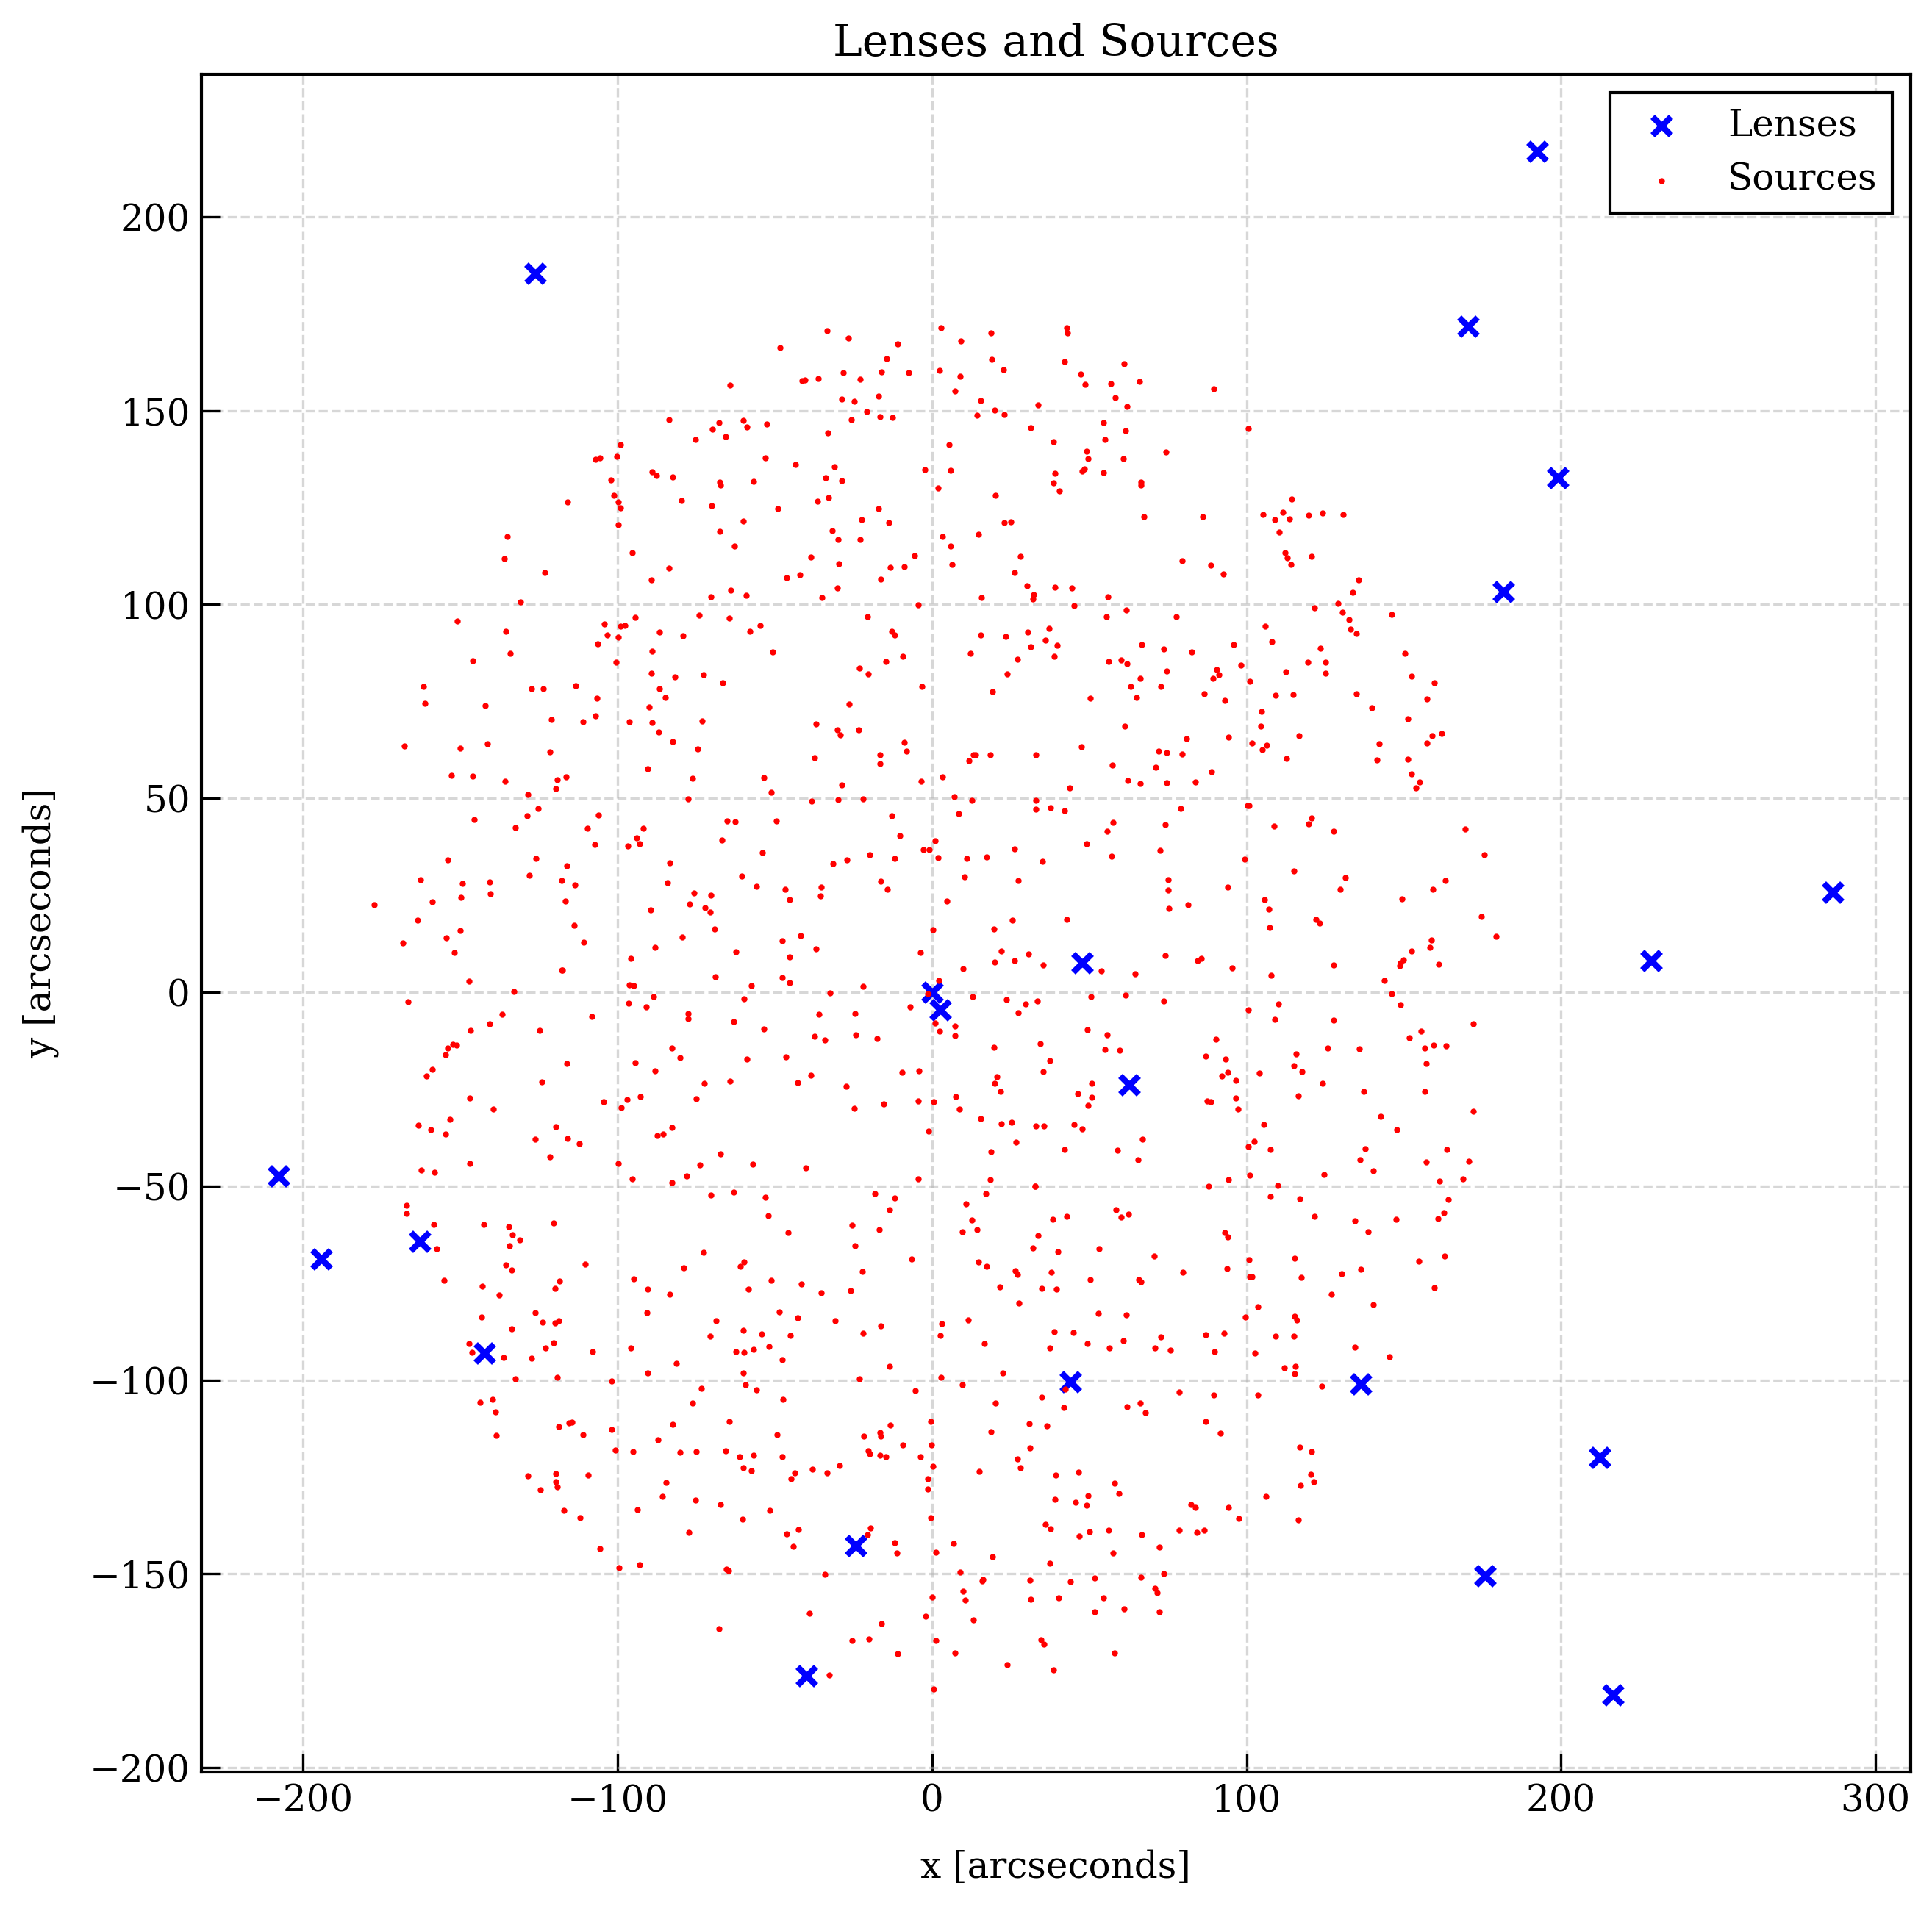 Lenses and Sources
Lenses
Sources
y [arcseconds]
200
150
100
50
0
−50
−100
−150
−200
−200 −100 0 100 200 300
x [arcseconds]